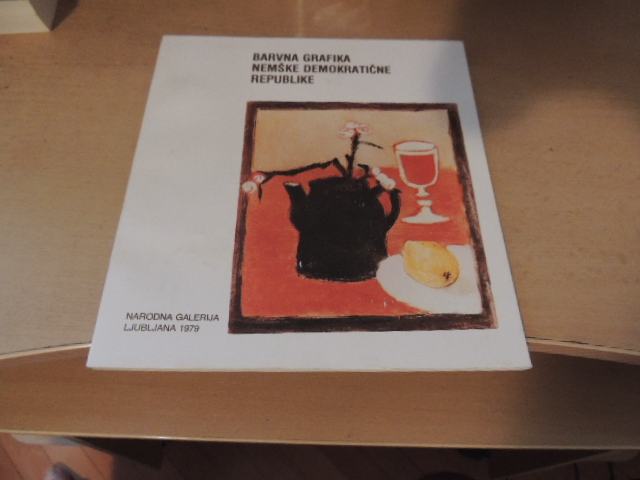 BARVNA GRAFIKA
NEMŠKE DEMOKRATIČNE
REPUBLIKE
NARODNA GALERIJA
LJUBLJANA 1979